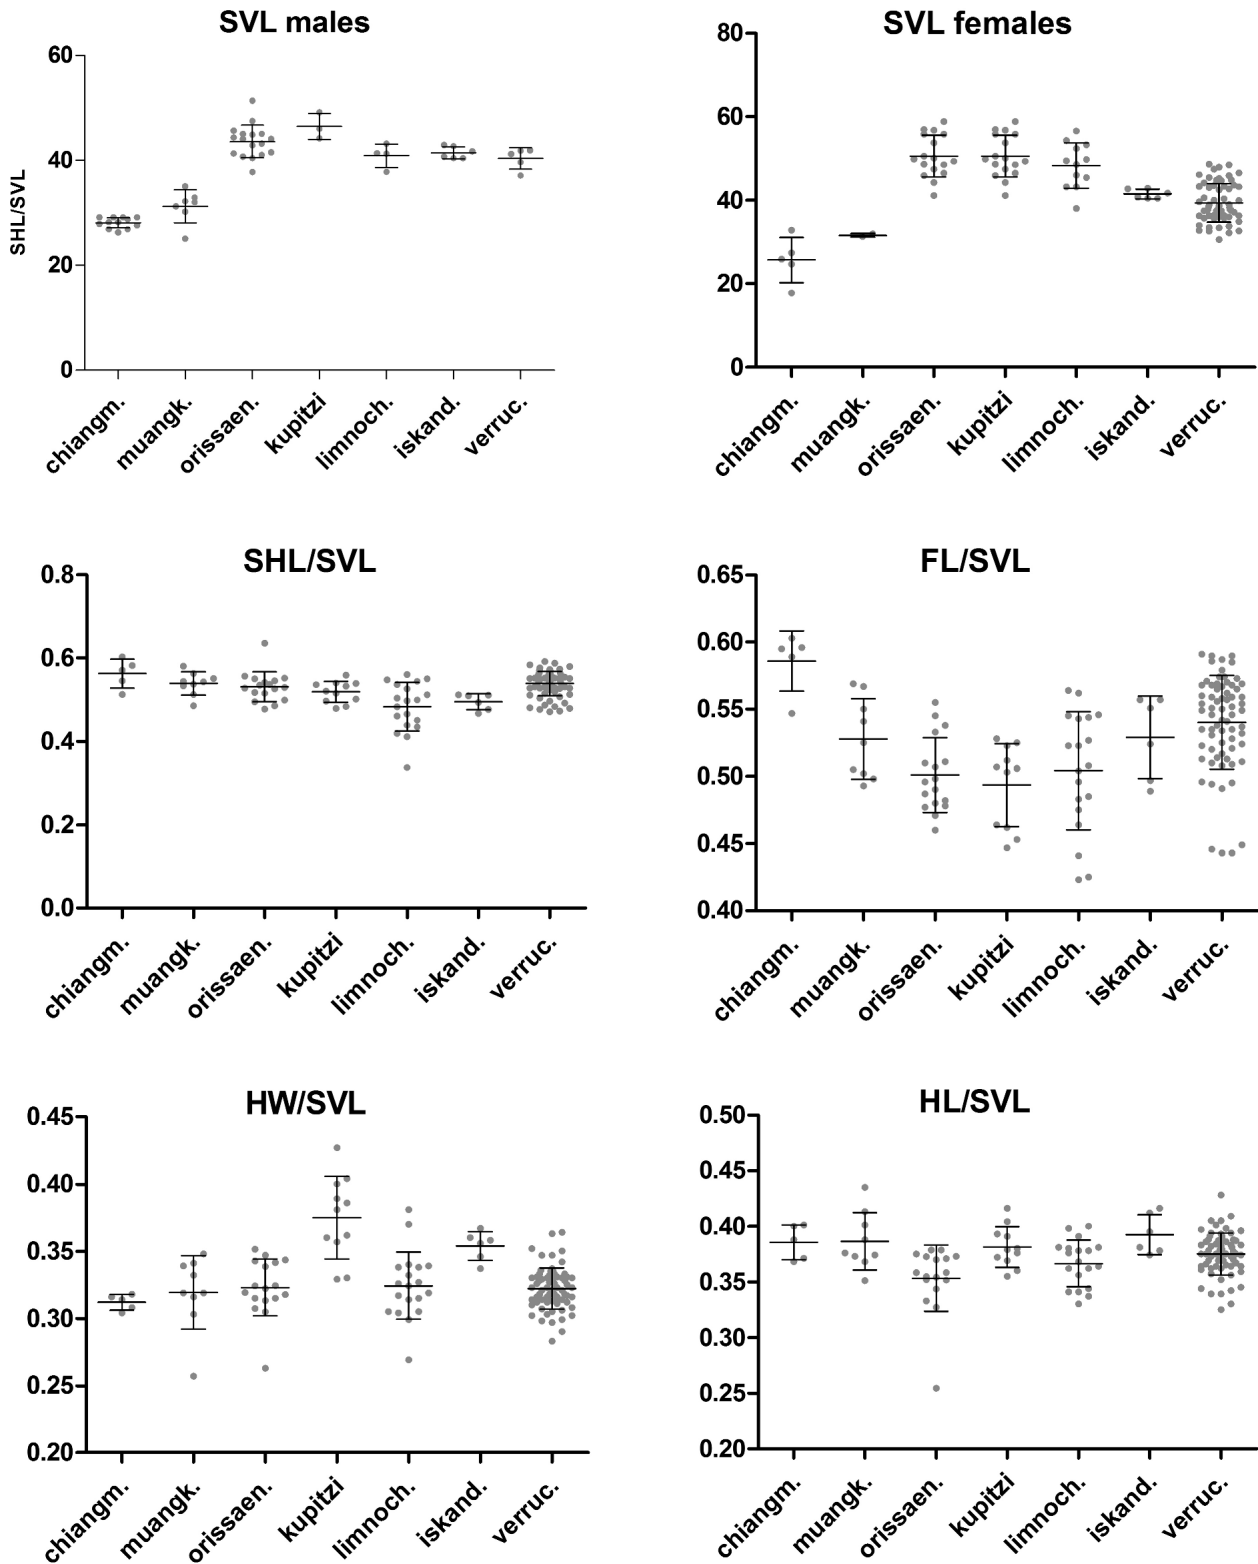 SVL males
60
40
20
0
SHL/SVL
chiangm.
muangk.
orissaen.
kupitzi
limnoch.
iskand.
verruc.
SVL females
80
60
40
20
0
chiangm.
muangk.
orissaen.
kupitzi
limnoch.
iskand.
verruc.
SHL/SVL
0.8
0.6
0.4
0.2
0.0
chiangm.
muangk.
orissaen.
kupitzi
limnoch.
iskand.
verruc.
FL/SVL
0.65
0.60
0.55
0.50
0.45
0.40
chiangm.
muangk.
orissaen.
kupitzi
limnoch.
iskand.
verruc.
HW/SVL
0.45
0.40
0.35
0.30
0.25
0.20
chiangm.
muangk.
orissaen.
kupitzi
limnoch.
iskand.
verruc.
HL/SVL
0.50
0.45
0.40
0.35
0.30
0.25
0.20
chiangm.
muangk.
orissaen.
kupitzi
limnoch.
iskand.
verruc.